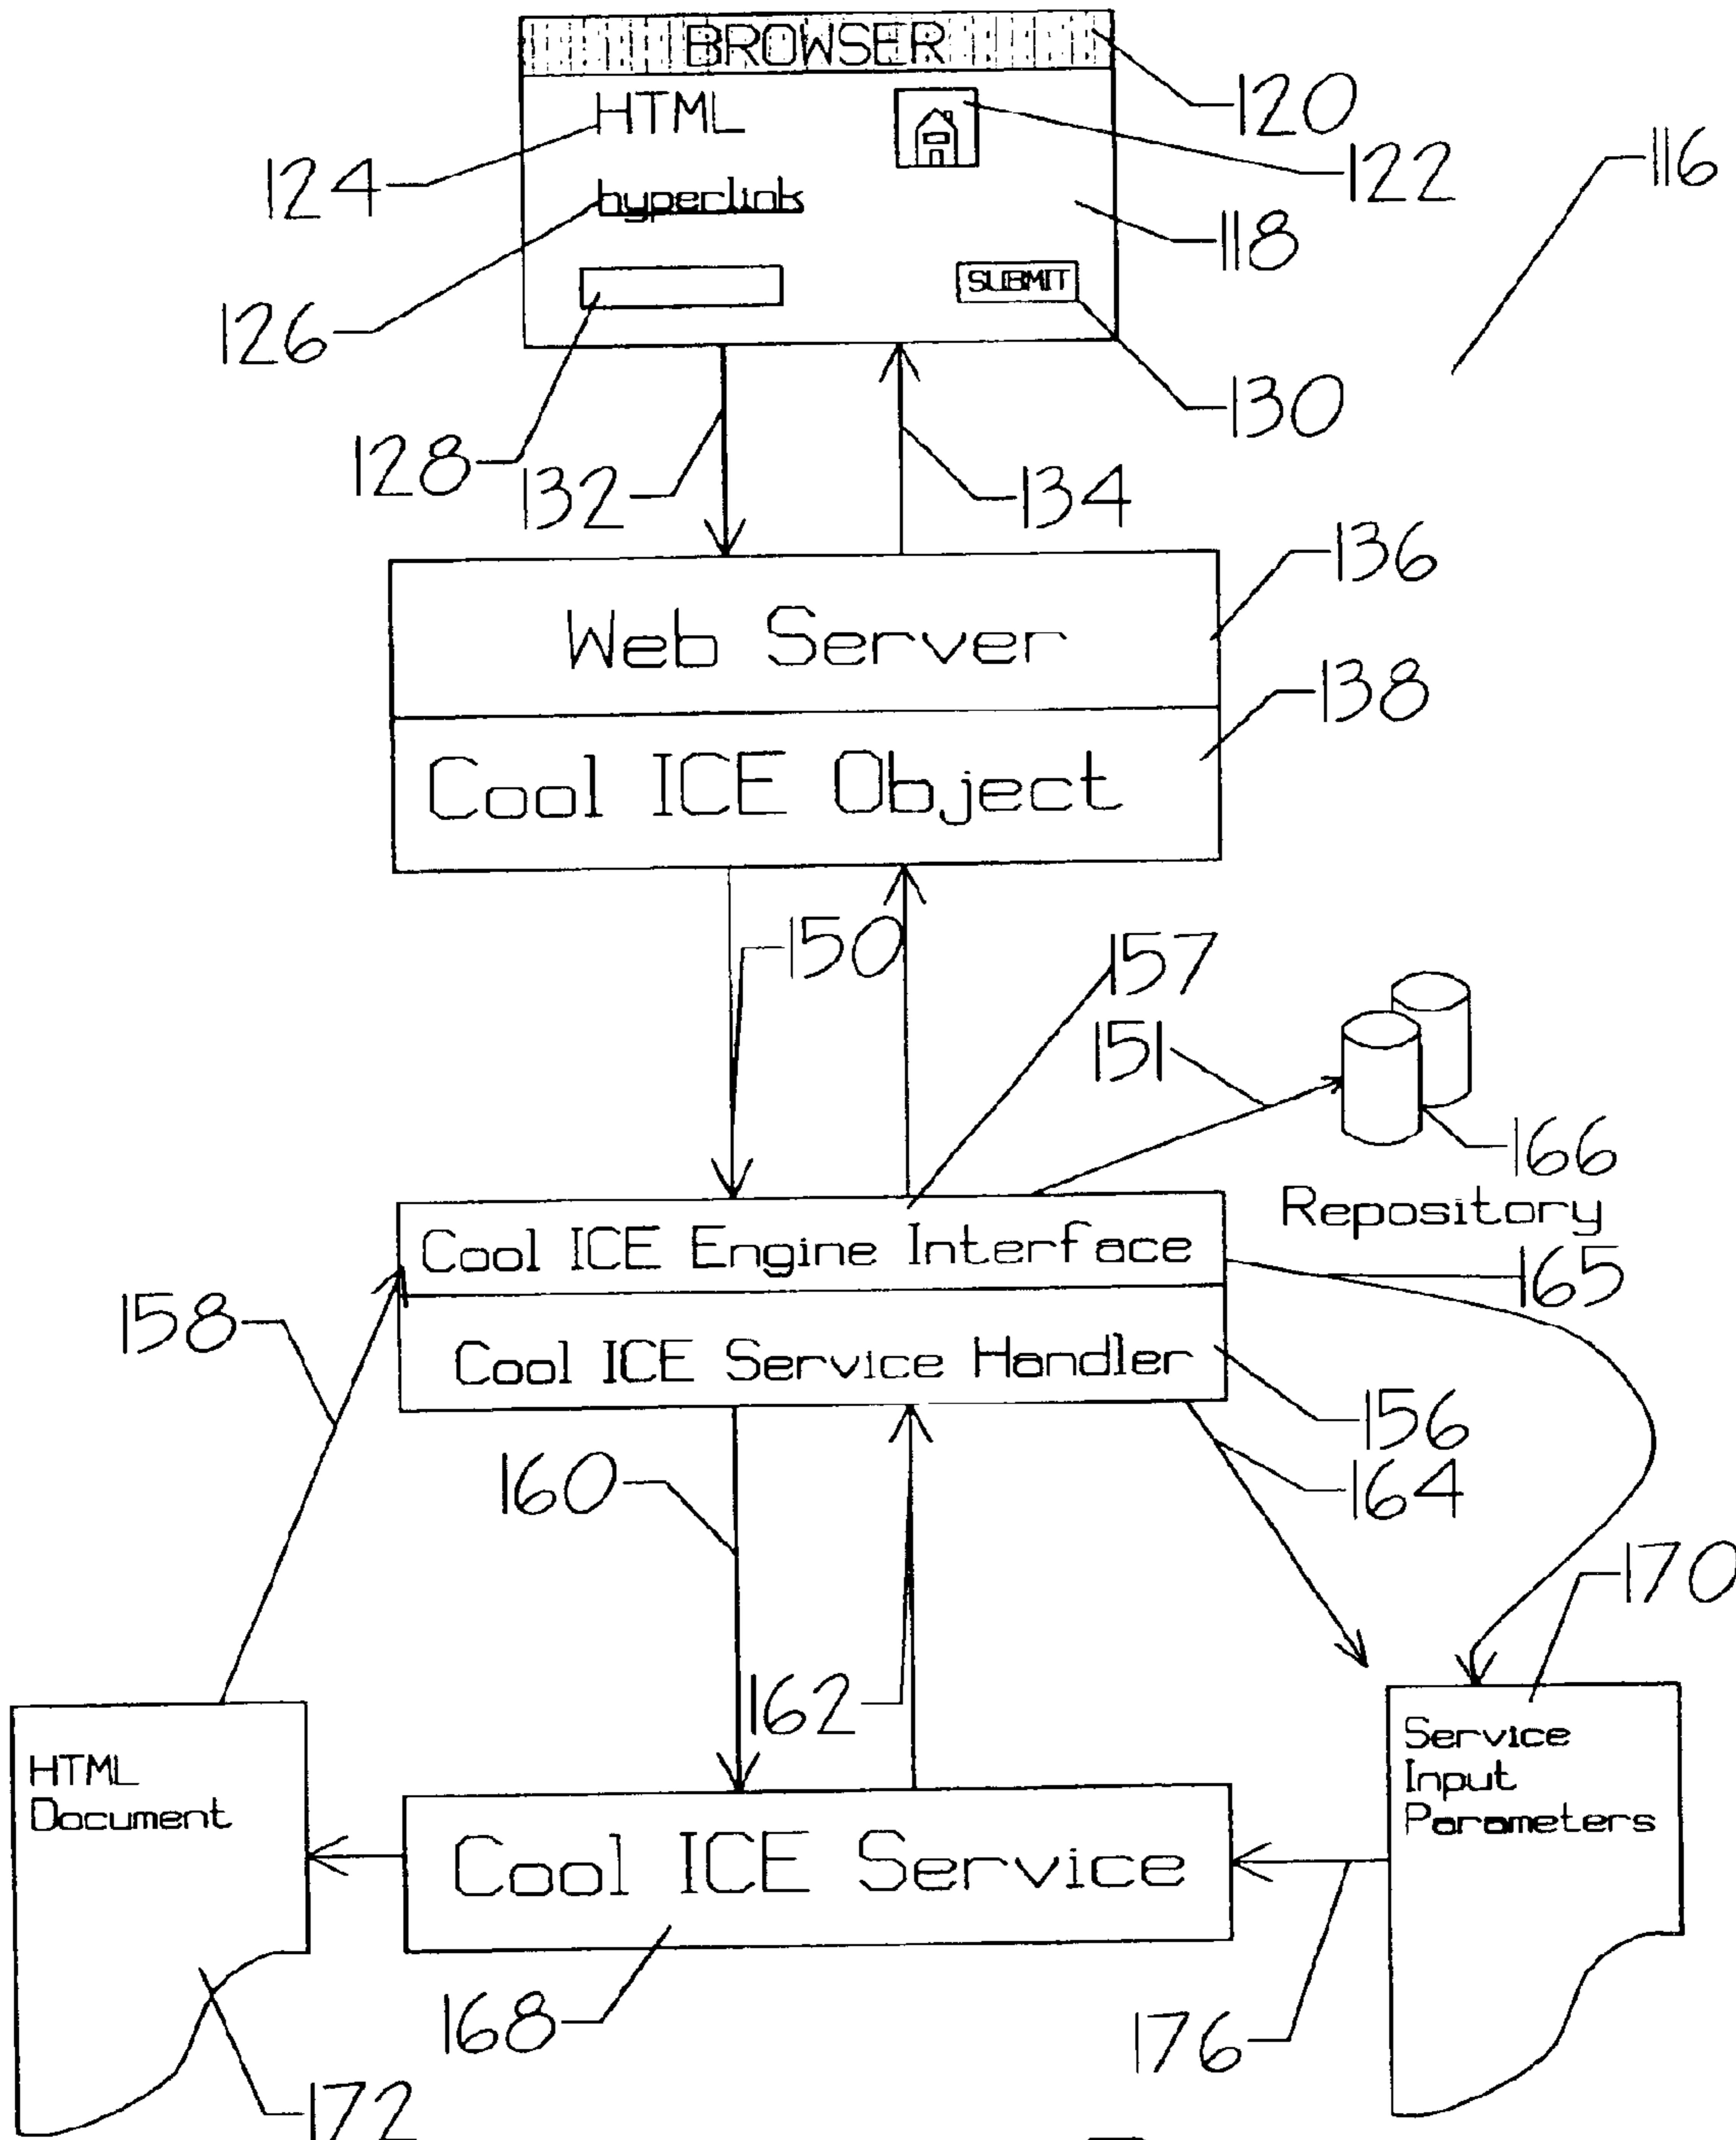 BROWSER
120
HTML
124
122
116
hyperlink
118
126
SUBMIT
130
128
132
134
136
Web Server
138
Cool ICE Object
150
157
151
166
Repository
165
Cool ICE Engine Interface
158
Cool ICE Service Handler
156
160
164
170
162
Service
Input
Parameters
HTML
Document
Cool ICE Service
168
176
172